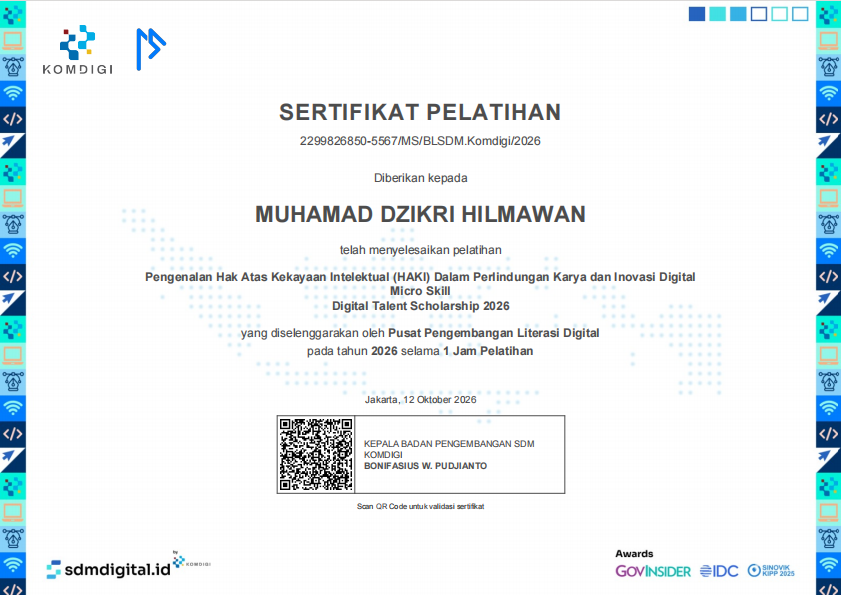 KOMDIGI
SERTIFIKAT PELATIHAN
2299826850-5567/MS/BLSDM.Komdigi/2026
Diberikan kepada
MUHAMAD DZIKRI HILMAWAN
telah menyelesaikan pelatihan
Pengenalan Hak Atas Kekayaan Intelektual (HAKI) Dalam Perlindungan Karya dan Inovasi Digital
Micro Skill
Digital Talent Scholarship 2026
yang diselenggarakan oleh Pusat Pengembangan Literasi Digital
pada tahun 2026 selama 1 Jam Pelatihan
Jakarta, 12 Oktober 2026
KEPALA BADAN PENGEMBANGAN SDM
KOMDIGI
BONIFASIUS W. PUDJIANTO
Scan QR Code untuk validasi sertifikat
sdmdigital.id
by
KOMDIGI
Awards
GOVINSIDER
IDC
SINOVIK
KIPP 2025